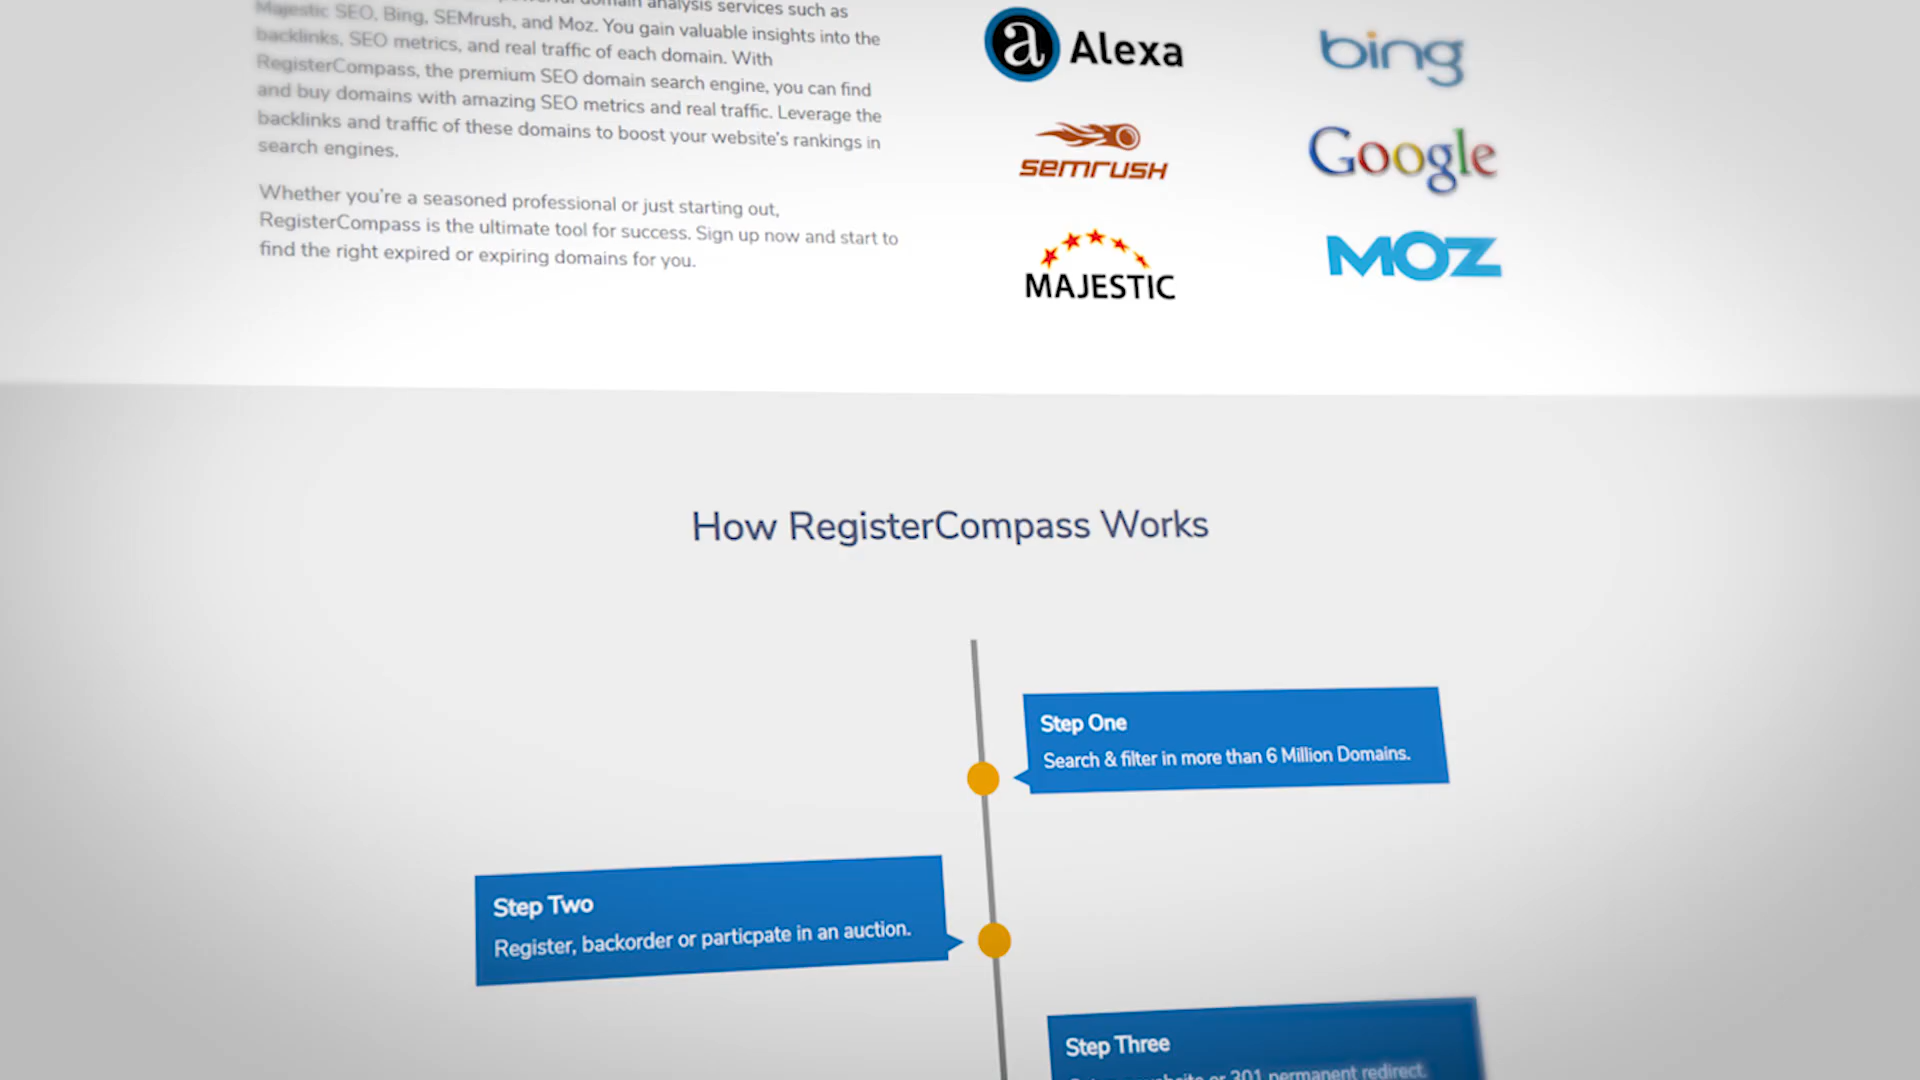 domain analysis services such as
Majestic SEO, Bing, SEMrush, and Moz. You gain valuable insights into the
backlinks, SEO metrics, and real traffic of each domain. With
RegisterCompass, the premium SEO domain search engine, you can find
and buy domains with amazing SEO metrics and real traffic. Leverage the
backlinks and traffic of these domains to boost your website's rankings in
search engines.
Whether you're a seasoned professional or just starting out,
RegisterCompass is the ultimate tool for success. Sign up now and start to
find the right expired or expiring domains for you.
a Alexa
bing
SEMRUSH
Google
MAJESTIC
MOZ
How RegisterCompass Works
Step One
Search & filter in more than 6 Million Domains.
Step Two
Register, backorder or particpate in an auction.
Step Three
or 301 permanent redirect.